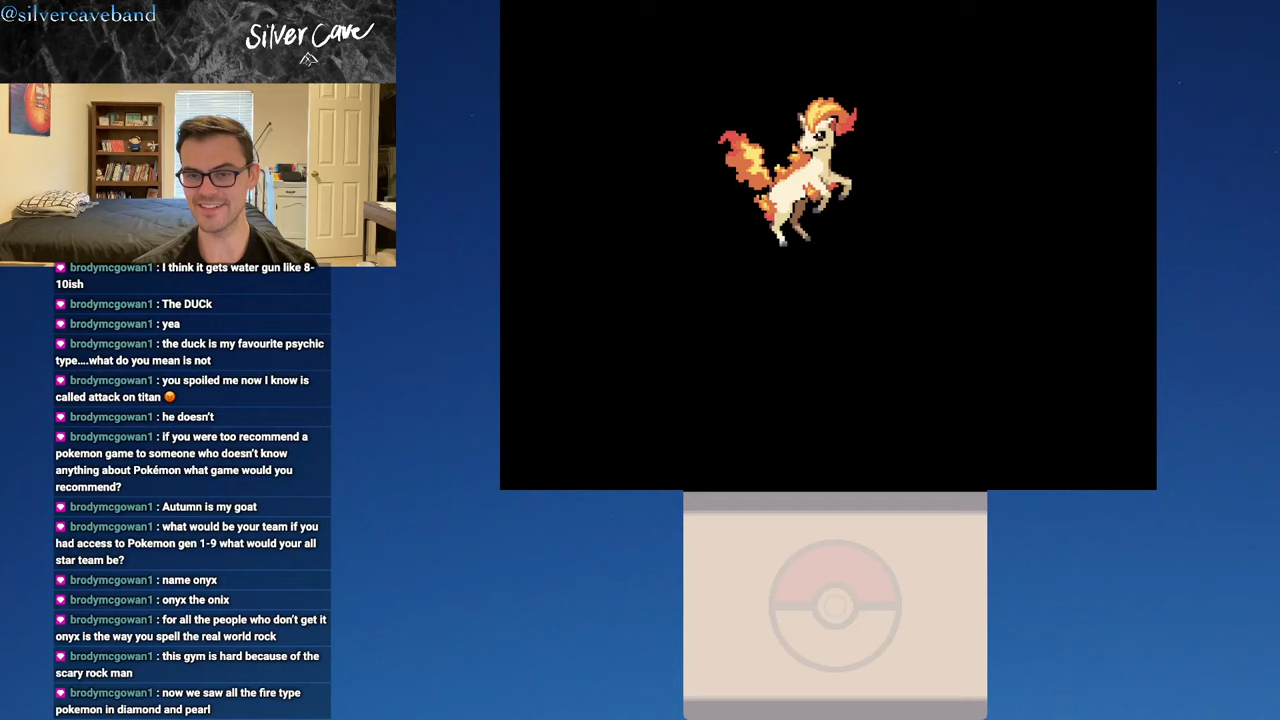 @silvercaveband
Silver Cave
brodymcgowan1 : I think it gets water gun like 8-
10ish
brodymcgowan1 : The DUCk
brodymcgowan1 : yea
brodymcgowan1 : the duck is my favourite psychic
type....what do you mean is not
brodymcgowan1 : you spoiled me now I know is
called attack on titan 😡
brodymcgowan1 : he doesn't
brodymcgowan1 : if you were too recommend a
pokemon game to someone who doesn't know
anything about Pokémon what game would you
recommend?
brodymcgowan1 : Autumn is my goat
brodymcgowan1 : what would be your team if you
had access to Pokemon gen 1-9 what would your all
star team be?
brodymcgowan1 : name onyx
brodymcgowan1 : onyx the onix
brodymcgowan1 : for all the people who don't get it
onyx is the way you spell the real world rock
brodymcgowan1 : this gym is hard because of the
scary rock man
brodymcgowan1 : now we saw all the fire type
pokemon in diamond and pearl